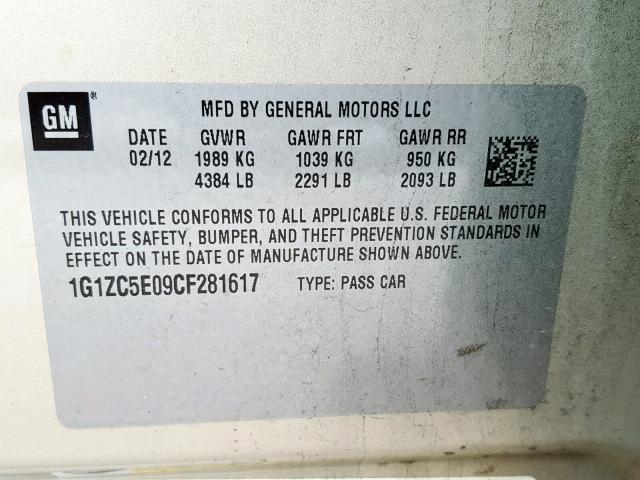 GM ®
MFD BY GENERAL MOTORS LLC
DATE GVWR GAWR FRT GAWR RR
02/12 1989 KG 1039 KG 950 KG
4384 LB 2291 LB 2093 LB
THIS VEHICLE CONFORMS TO ALL APPLICABLE U.S. FEDERAL MOTOR
VEHICLE SAFETY, BUMPER, AND THEFT PREVENTION STANDARDS IN
EFFECT ON THE DATE OF MANUFACTURE SHOWN ABOVE.
1G1ZC5E09CF281617 TYPE: PASS CAR